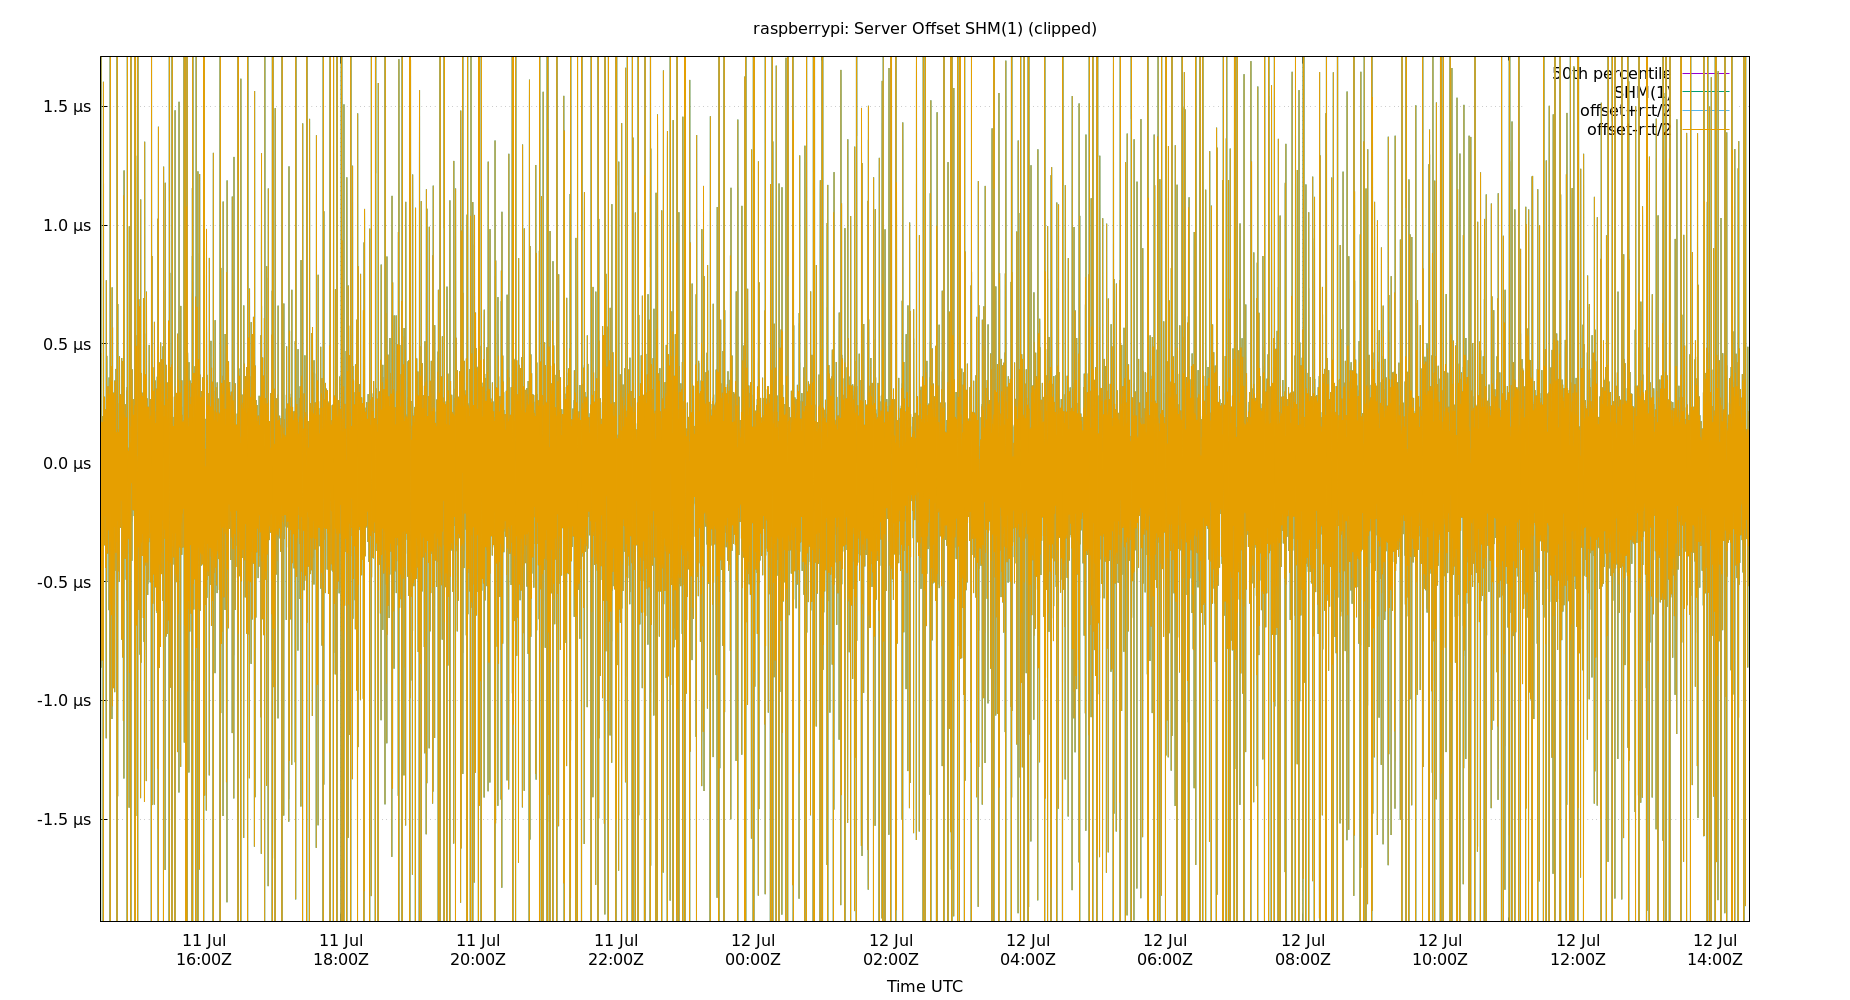 raspberrypi: Server Offset SHM(1) (clipped)
50th percentile
SHM(1)
offset+rtt/2
offset-rtt/2
1.5 µs
1.0 µs
0.5 µs
0.0 µs
-0.5 µs
-1.0 µs
-1.5 µs
11 Jul 11 Jul 11 Jul 11 Jul 12 Jul 12 Jul 12 Jul 12 Jul 12 Jul 12 Jul 12 Jul 12 Jul
16:00Z 18:00Z 20:00Z 22:00Z 00:00Z 02:00Z 04:00Z 06:00Z 08:00Z 10:00Z 12:00Z 14:00Z
Time UTC